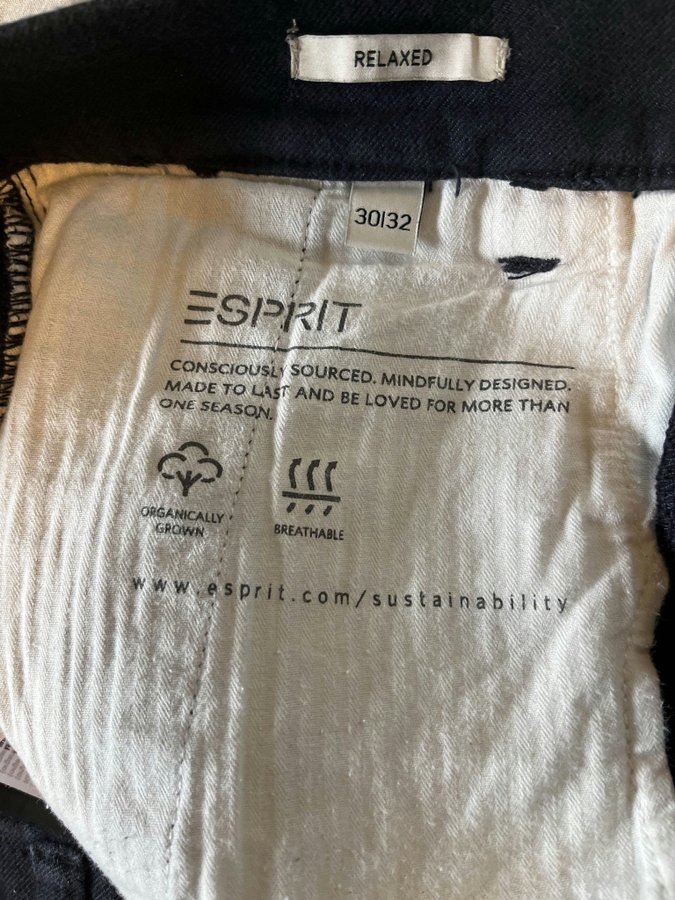 RELAXED
30|32
ESPRIT
CONSCIOUSLY SOURCED. MINDFULLY DESIGNED.
MADE TO LAST AND BE LOVED FOR MORE THAN
ONE SEASON.
ORGANICALLY
GROWN
BREATHABLE
www.esprit.com/sustainability